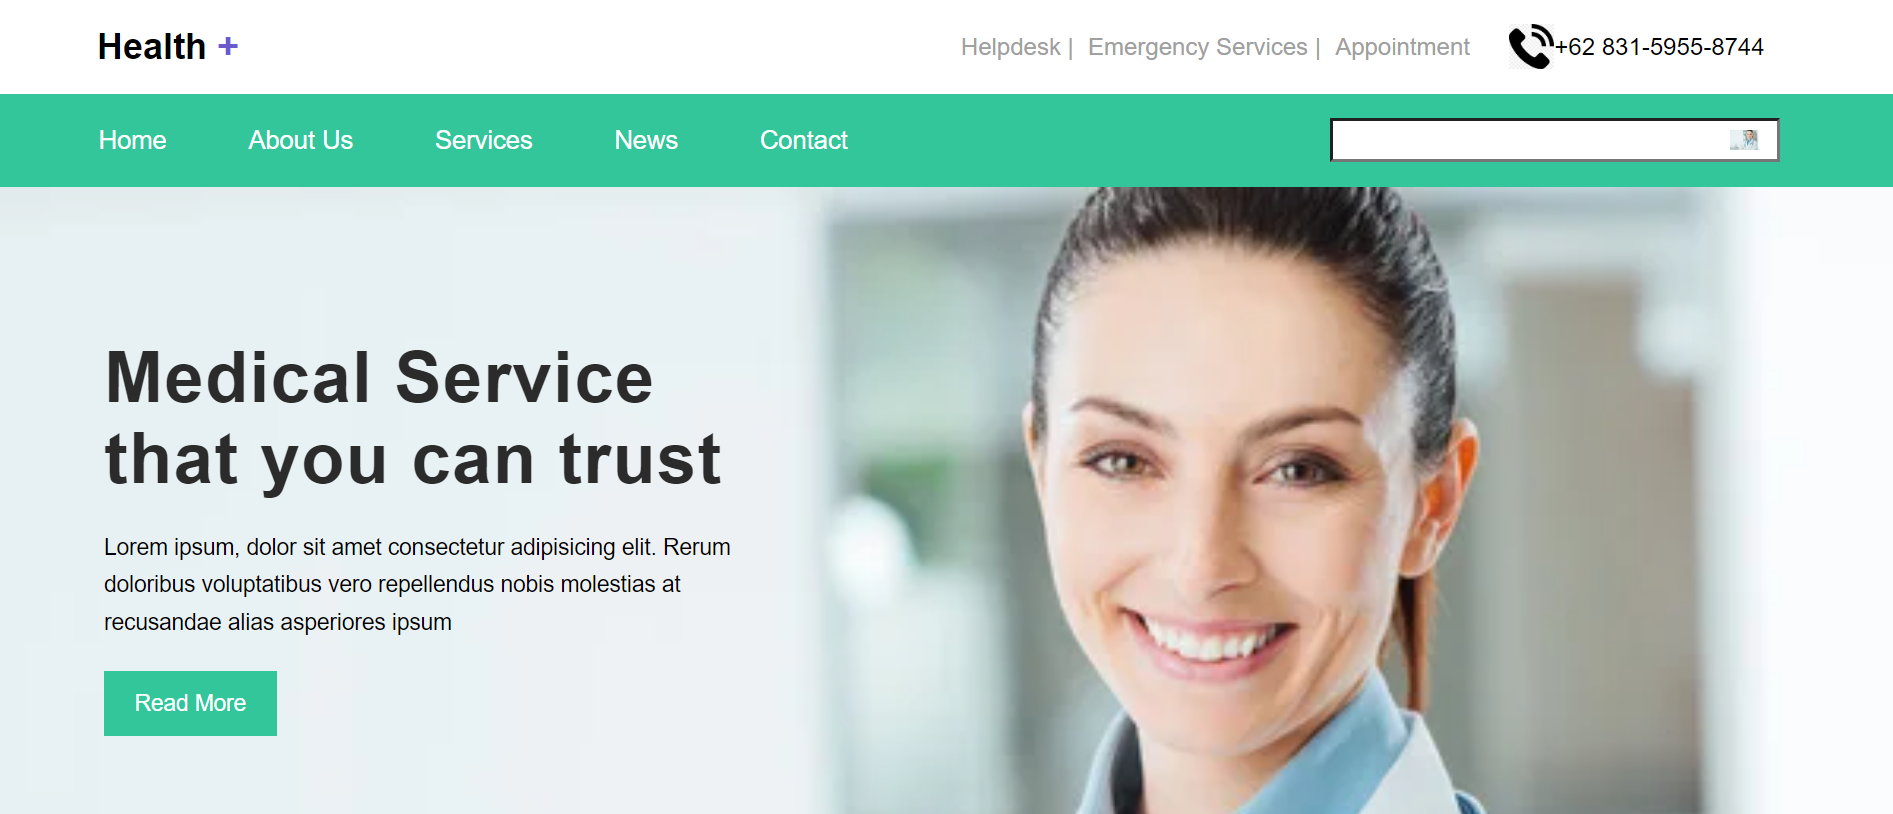 Health +
Helpdesk | Emergency Services | Appointment
+62 831-5955-8744
Home About Us Services News Contact
Medical Service
that you can trust
Lorem ipsum, dolor sit amet consectetur adipisicing elit. Rerum
doloribus voluptatibus vero repellendus nobis molestias at
recusandae alias asperiores ipsum
Read More